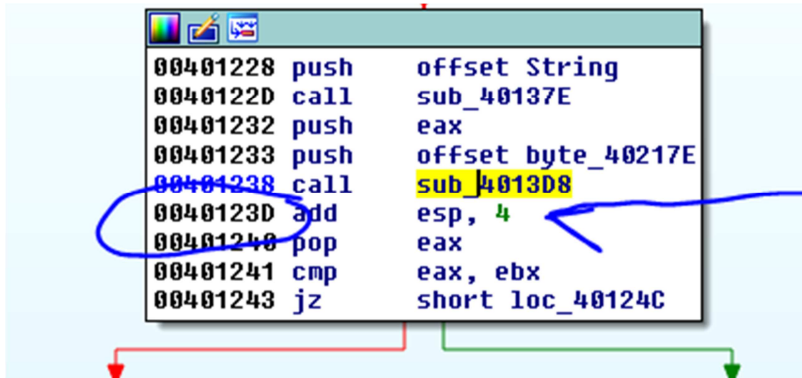 00401228 push offset String
0040122D call sub_40137E
00401232 push eax
00401233 push offset byte_40217E
00401238 call sub_4013D8
0040123D add esp, 4
00401240 pop eax
00401241 cmp eax, ebx
00401243 jz short loc_40124C